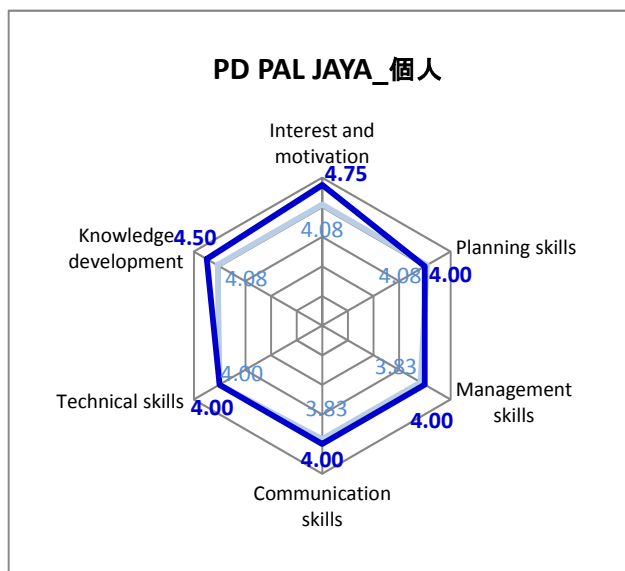 PD PAL JAYA_個人
Interest and
motivation
4.75
4.08
Knowledge
development
4.50
4.08
Planning skills
4.08
4.00
Technical skills
4.00
4.00
Management
skills
3.83
4.00
3.83
4.00
Communication
skills